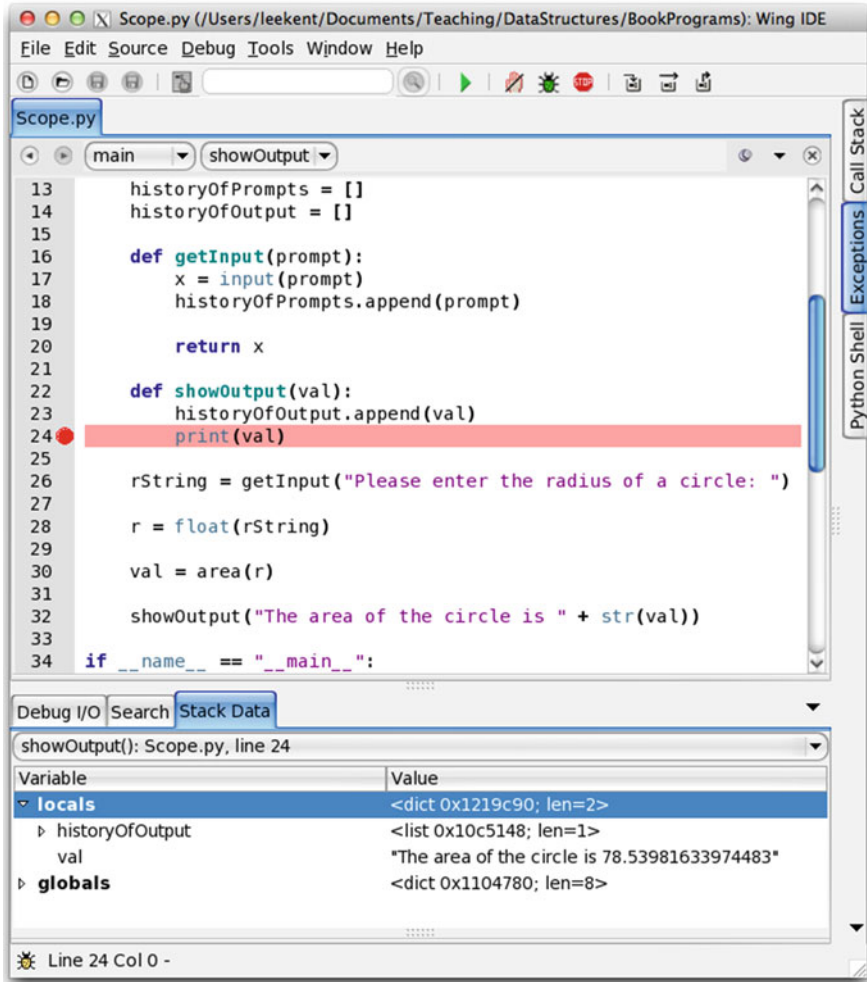 Scope.py (/Users/leekent/Documents/Teaching/DataStructures/BookPrograms): Wing IDE
File Edit Source Debug Tools Window Help
STOP
Scope.py
main showOutput
13 historyOfPrompts = []
14 historyOfOutput = []
15
16 def getInput(prompt):
17 x = input(prompt)
18 historyOfPrompts.append(prompt)
19
20 return x
21
22 def showOutput(val):
23 historyOfOutput.append(val)
24 print(val)
25
26 rString = getInput("Please enter the radius of a circle: ")
27
28 r = float(rString)
29
30 val = area(r)
31
32 showOutput("The area of the circle is " + str(val))
33
34 if __name__ == "__main__":
Call Stack
Exceptions
Python Shell
Debug I/O Search Stack Data
showOutput(): Scope.py, line 24
Variable Value
locals <dict 0x1219c90; len=2>
historyOfOutput <list 0x10c5148; len=1>
val "The area of the circle is 78.53981633974483"
globals <dict 0x1104780; len=8>
Line 24 Col 0 -